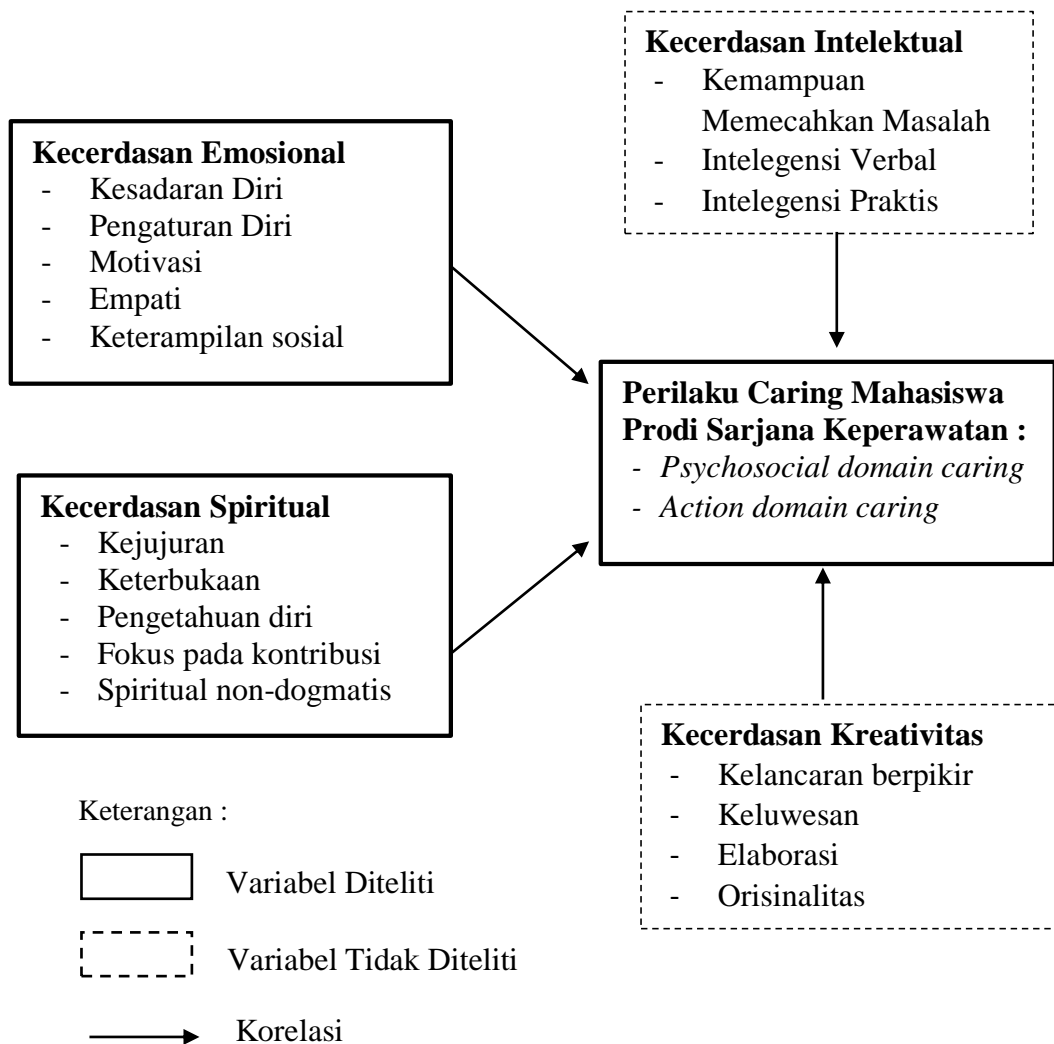 Kecerdasan Intelektual
- Kemampuan
Memecahkan Masalah
- Intelegensi Verbal
- Intelegensi Praktis
Kecerdasan Emosional
- Kesadaran Diri
- Pengaturan Diri
- Motivasi
- Empati
- Keterampilan sosial
Perilaku Caring Mahasiswa
Prodi Sarjana Keperawatan :
- Psychosocial domain caring
- Action domain caring
Kecerdasan Spiritual
- Kejujuran
- Keterbukaan
- Pengetahuan diri
- Fokus pada kontribusi
- Spiritual non-dogmatis
Kecerdasan Kreativitas
- Kelancaran berpikir
- Keluwesan
- Elaborasi
- Orisinalitas
Keterangan :
Variabel Diteliti
Variabel Tidak Diteliti
Korelasi